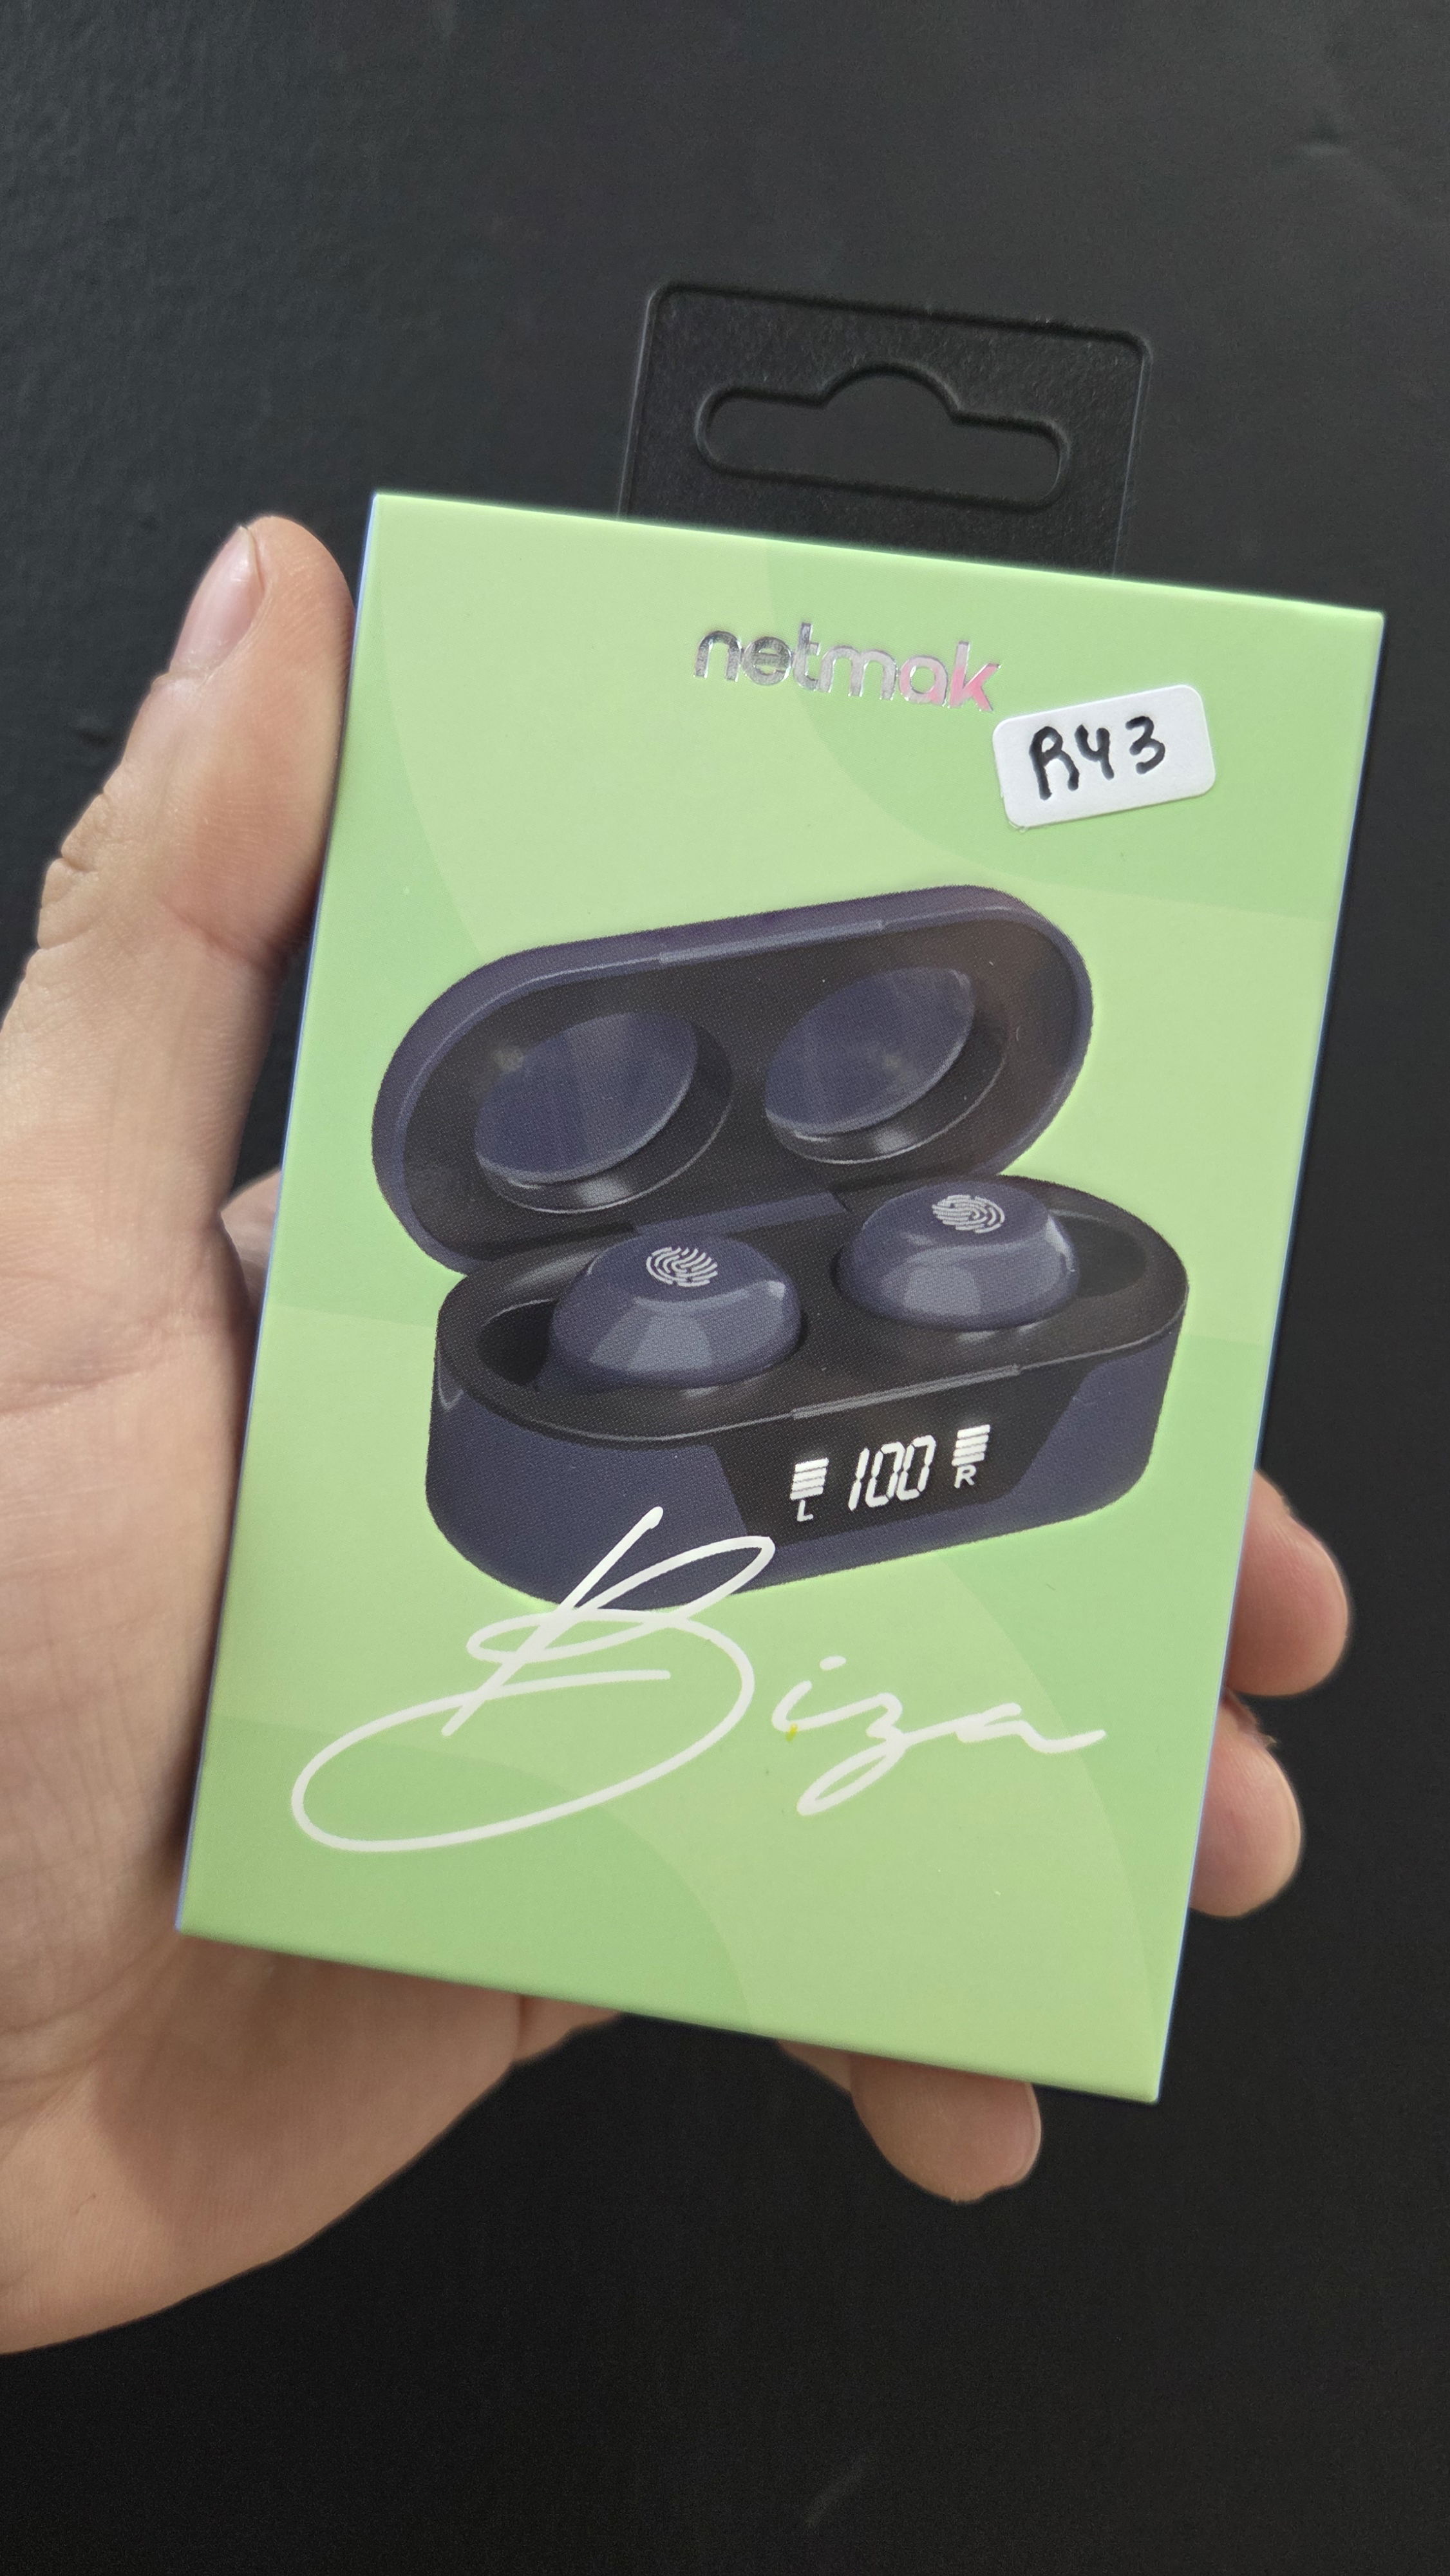 netmak
R43
L 100 R
Biza